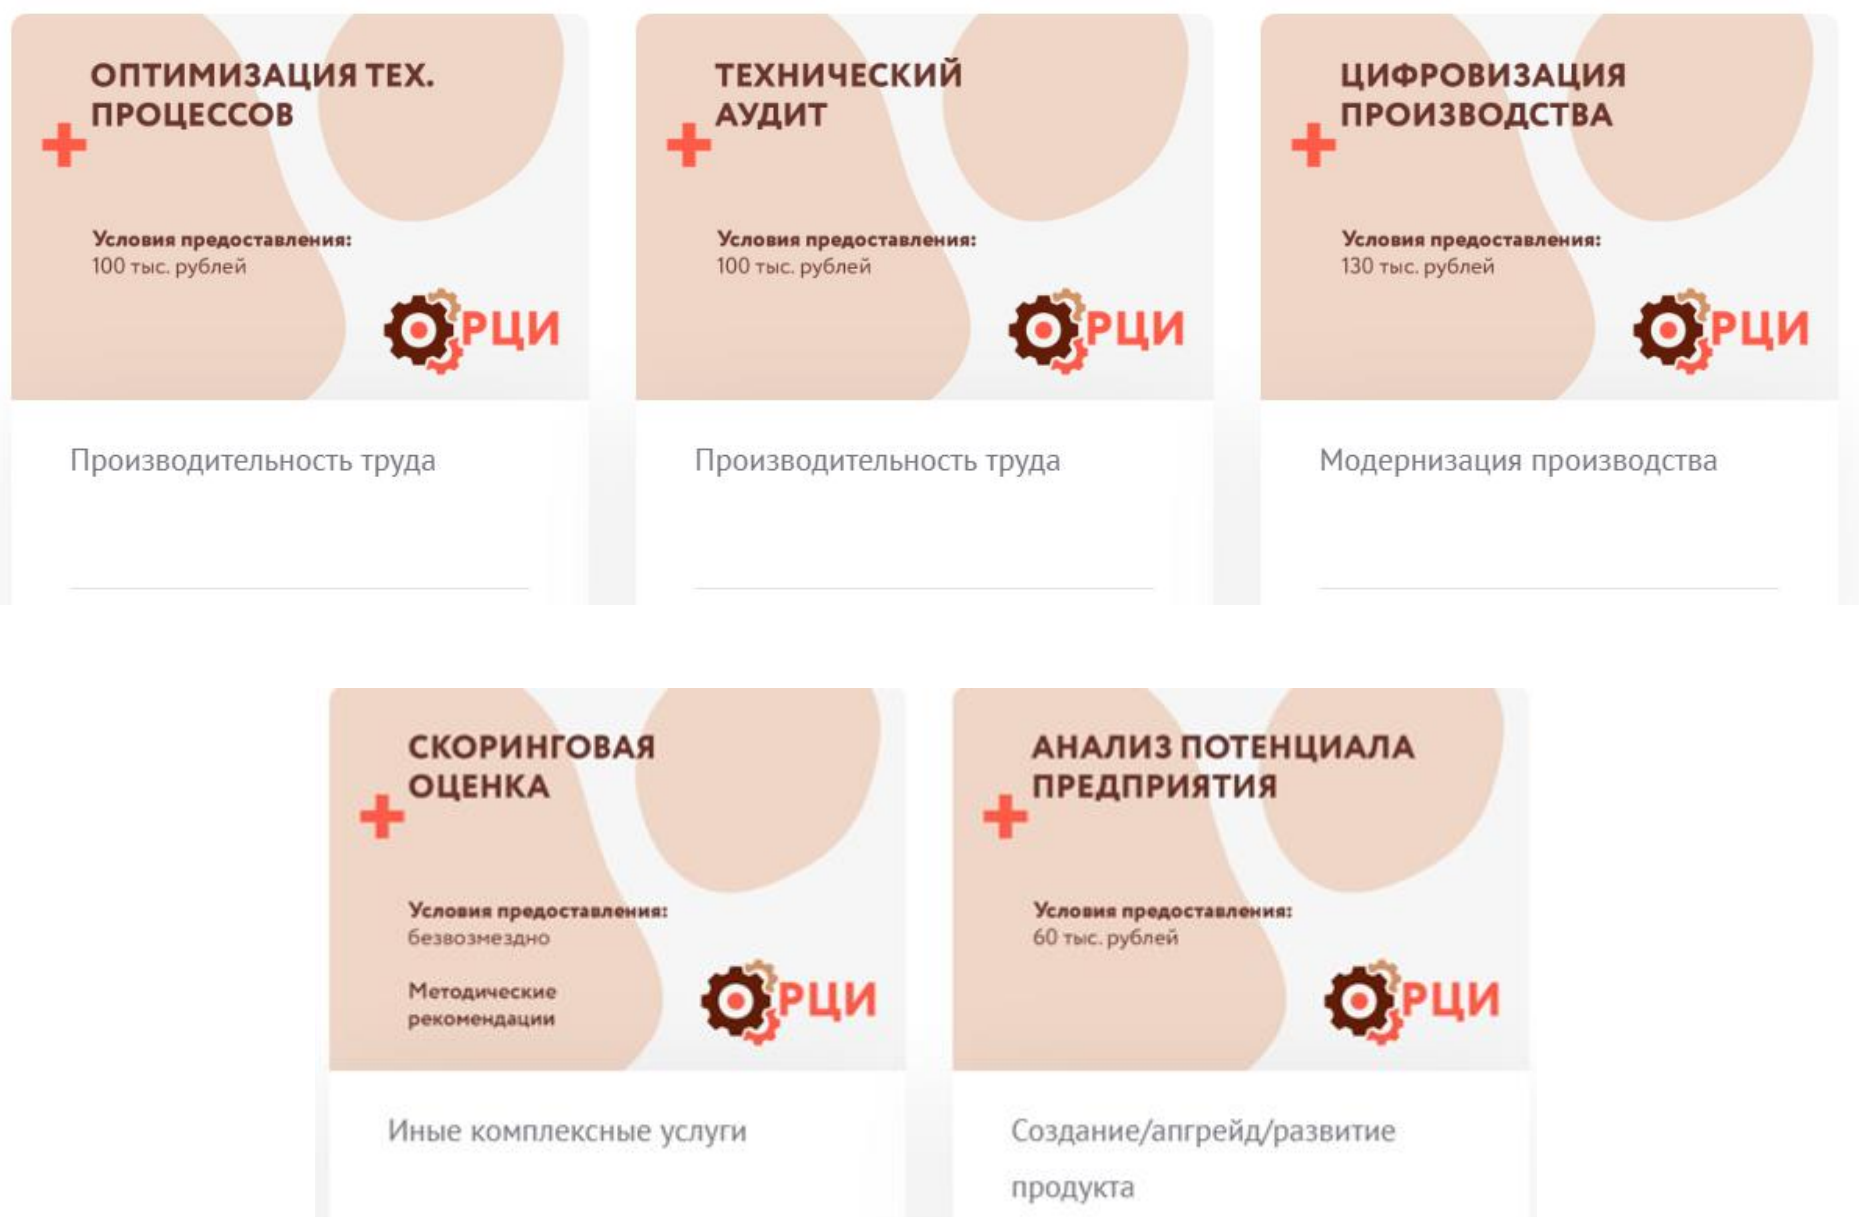 ОПТИМИЗАЦИЯ ТЕХ.
ПРОЦЕССОВ
Условия предоставления:
100 тыс. рублей
РЦИ
Производительность труда
ТЕХНИЧЕСКИЙ
АУДИТ
Условия предоставления:
100 тыс. рублей
РЦИ
Производительность труда
ЦИФРОВИЗАЦИЯ
ПРОИЗВОДСТВА
Условия предоставления:
130 тыс. рублей
РЦИ
Модернизация производства
СКОРИНГОВАЯ
ОЦЕНКА
Условия предоставления:
безвозмездно
Методические
рекомендации
РЦИ
Иные комплексные услуги
АНАЛИЗ ПОТЕНЦИАЛА
ПРЕДПРИЯТИЯ
Условия предоставления:
60 тыс. рублей
РЦИ
Создание/апгрейд/развитие
продукта